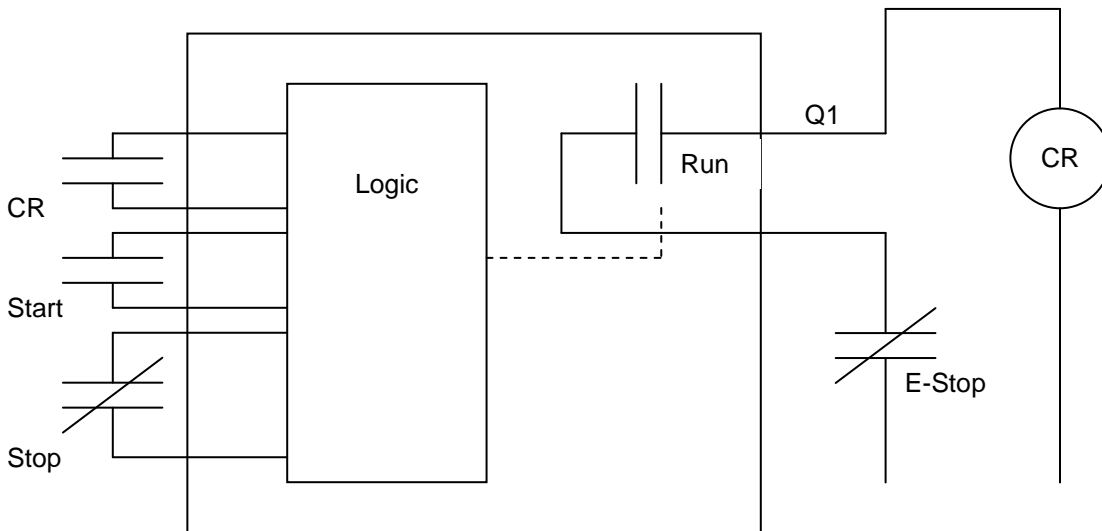 Q1
Run
CR
Logic
CR
Start
E-Stop
Stop